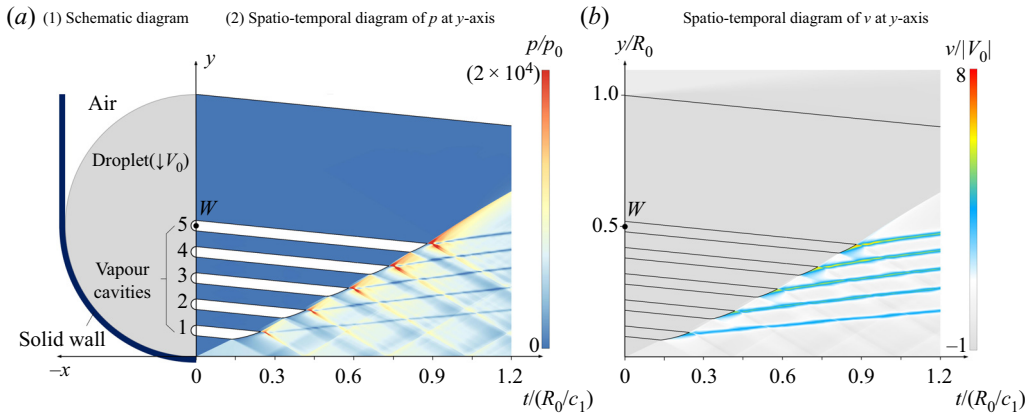 (a) (1) Schematic diagram (2) Spatio-temporal diagram of p at y-axis
y
p/p0
(2 × 10⁴)
Air
Droplet(↓V0)
W
5
4
3
2
1
Vapour
cavities
Solid wall
–x
0 0.3 0.6 0.9 1.2
t/(R0/c1)
0
(b) Spatio-temporal diagram of v at y-axis
y/R0
v/|V0|
8
1.0
0.5
0
–1
0 0.3 0.6 0.9 1.2
t/(R0/c1)